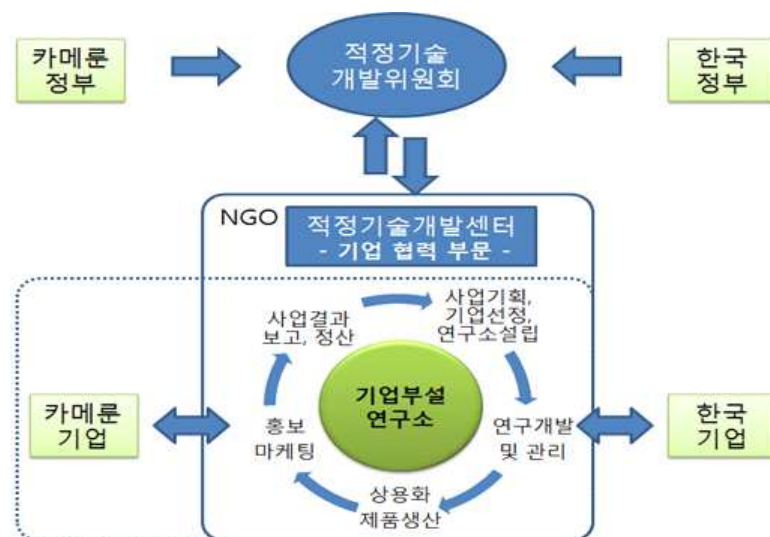 카메룬
정부
적정기술
개발위원회
한국
정부
NGO
적정기술개발센터
- 기업 협력 부문 -
사업결과
보고, 정산
사업기획,
기업선정,
연구소설립
카메룬
기업
홍보
마케팅
기업부설
연구소
연구개발
및 관리
한국
기업
상용화
제품생산